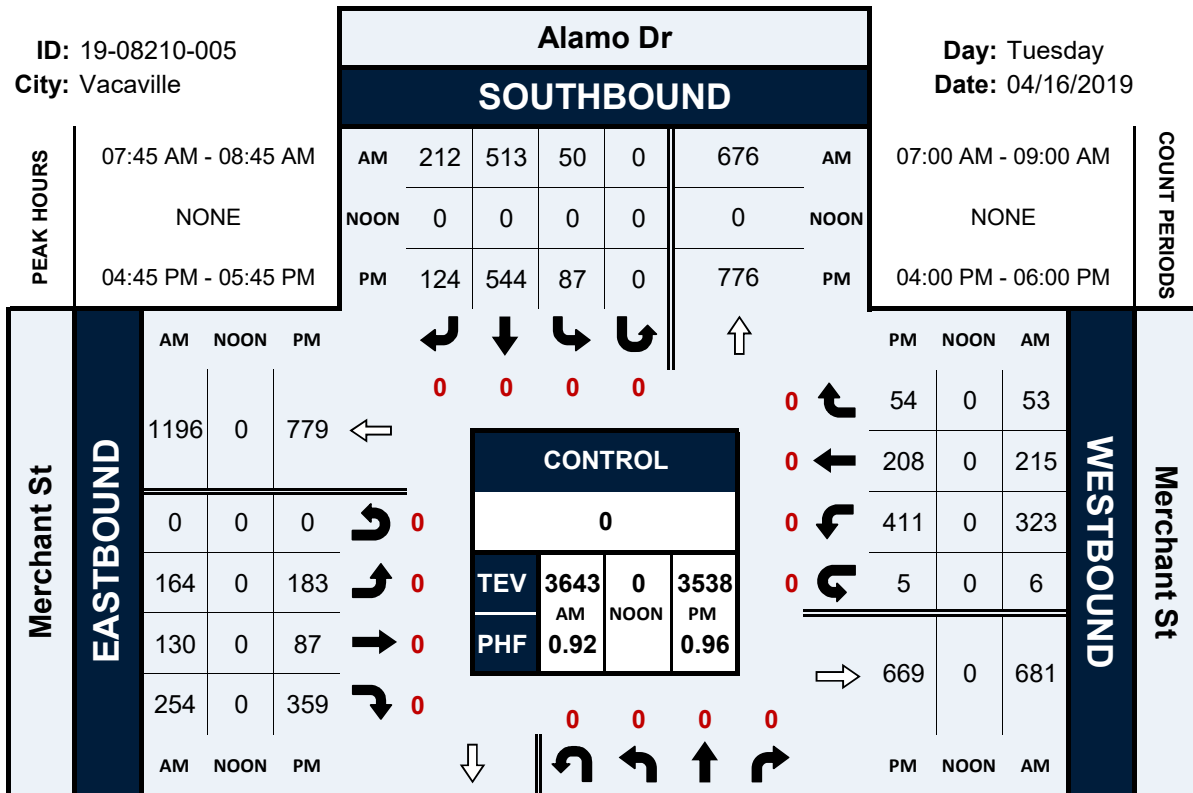 ID: 19-08210-005
City: Vacaville
Alamo Dr
SOUTHBOUND
Day: Tuesday
Date: 04/16/2019
PEAK HOURS
07:45 AM - 08:45 AM
NONE
04:45 PM - 05:45 PM
AM 212 513 50 0 676 AM
NOON 0 0 0 0 0 NOON
PM 124 544 87 0 776 PM
07:00 AM - 09:00 AM
NONE
04:00 PM - 06:00 PM
COUNT PERIODS
0 0 0 0
Merchant St
EASTBOUND
AM NOON PM
1196 0 779
0 0 0 0
164 0 183 0
130 0 87 0
254 0 359 0
AM NOON PM
CONTROL
0
TEV 3643 0 3538
AM NOON PM
PHF 0.92 0.96
PM NOON AM
0 54 0 53
0 208 0 215
0 411 0 323
0 5 0 6
669 0 681
PM NOON AM
WESTBOUND
Merchant St
0 0 0 0